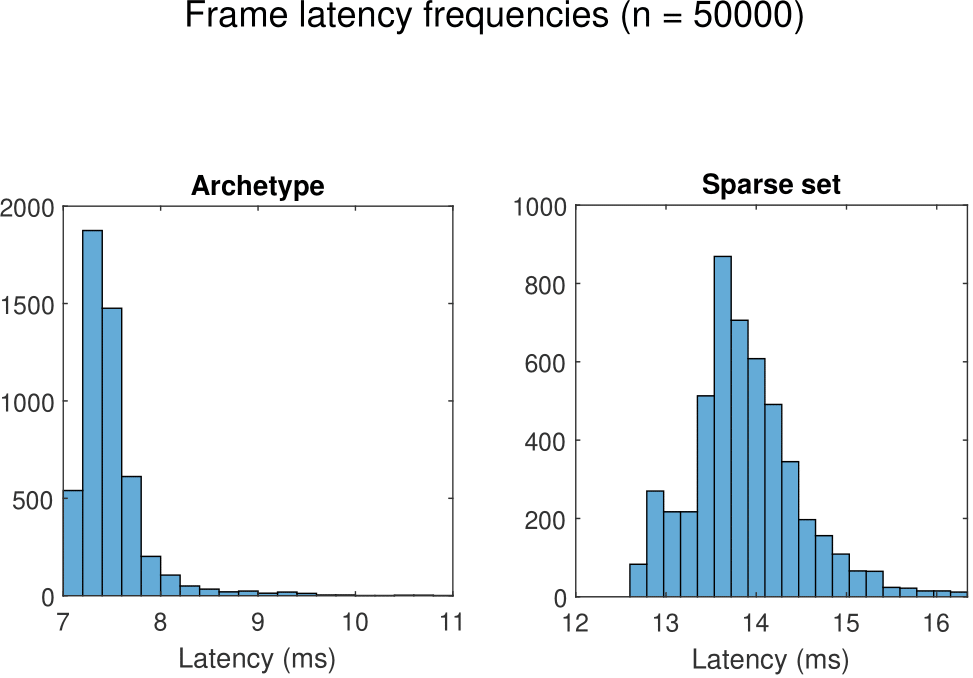 Frame latency frequencies (n = 50000)
Archetype
2000
1500
1000
500
0
7 8 9 10 11
Latency (ms)
Sparse set
1000
800
600
400
200
0
12 13 14 15 16
Latency (ms)